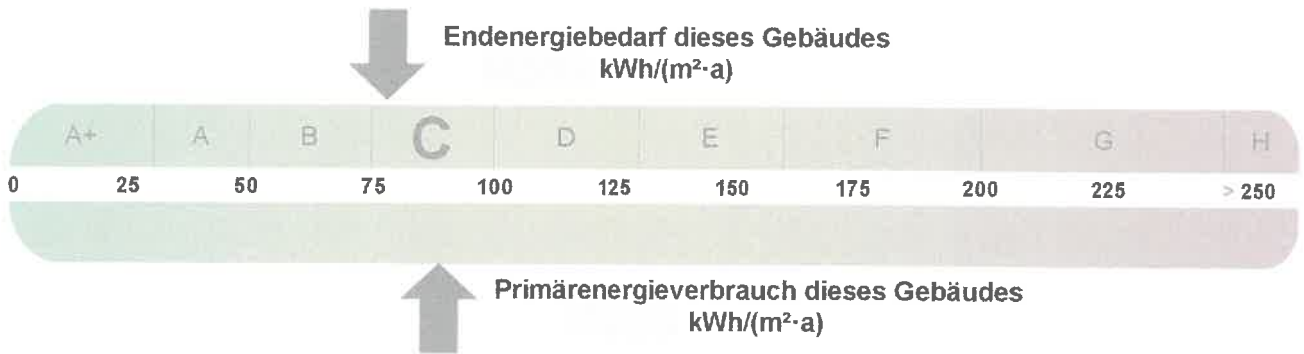 Endenergiebedarf dieses Gebäudes
kWh/(m²·a)
A+ A B C D E F G H
0 25 50 75 100 125 150 175 200 225 > 250
Primärenergieverbrauch dieses Gebäudes
kWh/(m²·a)